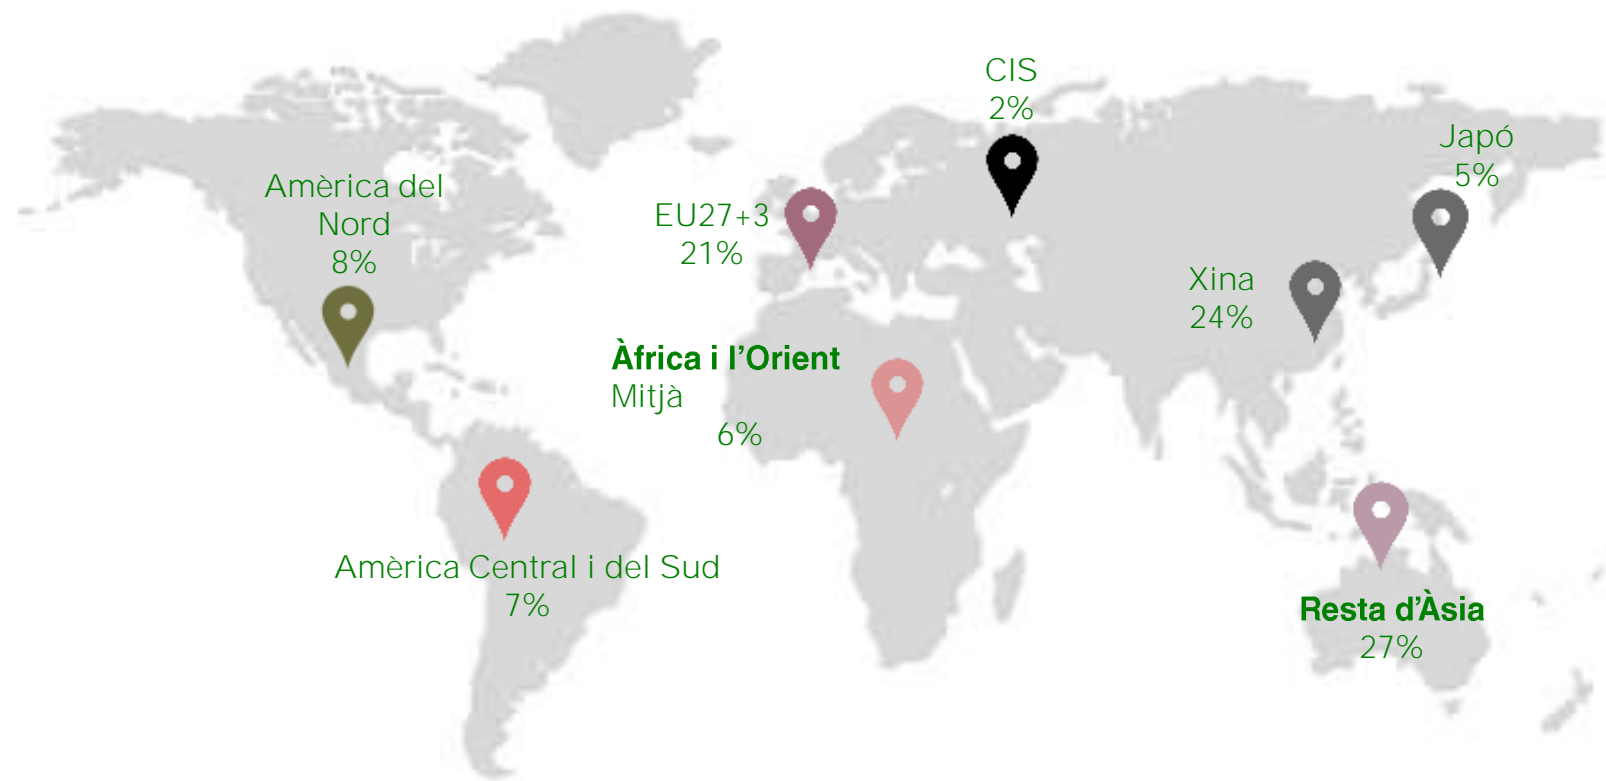 CIS
2%
Japó
5%
Amèrica del
Nord
8%
EU27+3
21%
Xina
24%
Àfrica i l’Orient
Mitjà
6%
Amèrica Central i del Sud
7%
Resta d’Àsia
27%